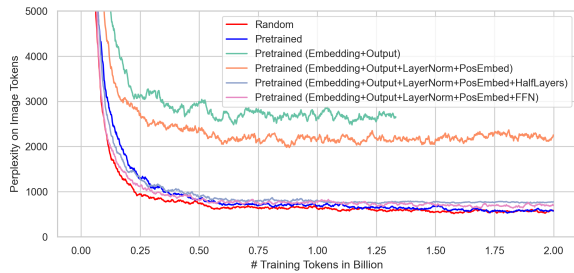 5000
4000
3000
2000
1000
0
Perplexity on Image Tokens
Random
Pretrained
Pretrained (Embedding+Output)
Pretrained (Embedding+Output+LayerNorm+PosEmbed)
Pretrained (Embedding+Output+LayerNorm+PosEmbed+HalfLayers)
Pretrained (Embedding+Output+LayerNorm+PosEmbed+FFN)
0.00 0.25 0.50 0.75 1.00 1.25 1.50 1.75 2.00
# Training Tokens in Billion